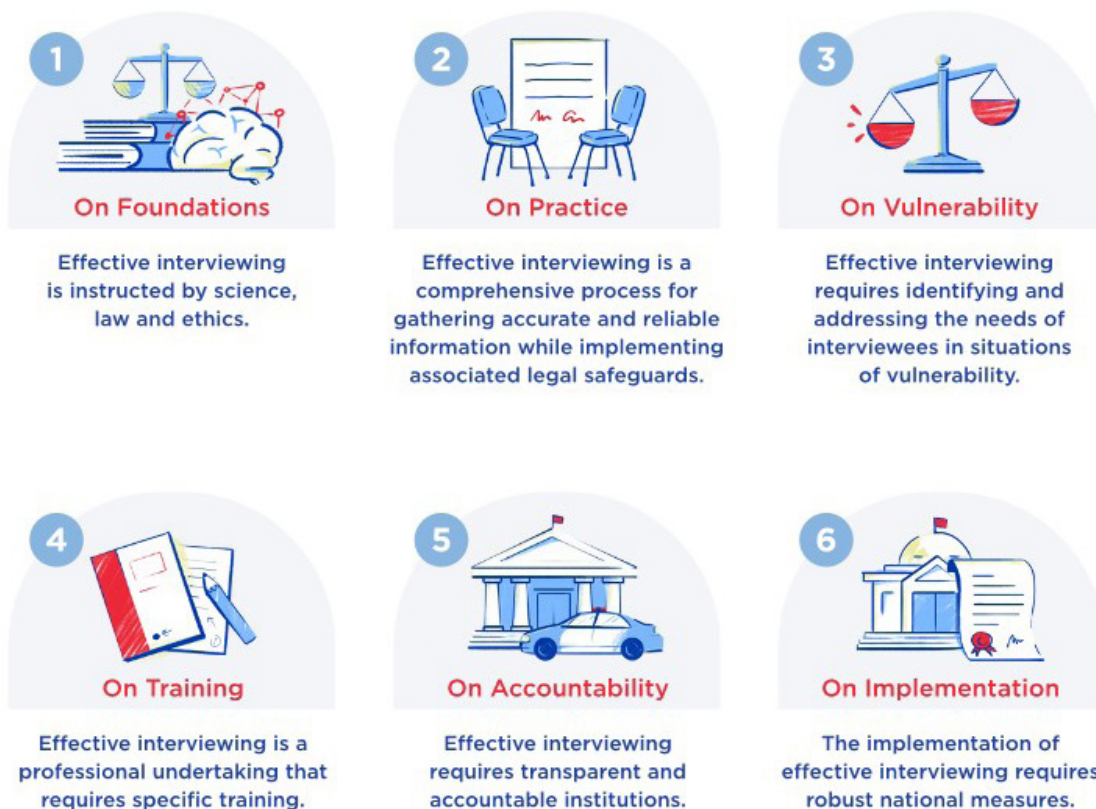 1
On Foundations
Effective interviewing
is instructed by science,
law and ethics.
2
On Practice
Effective interviewing is a
comprehensive process for
gathering accurate and reliable
information while implementing
associated legal safeguards.
3
On Vulnerability
Effective interviewing
requires identifying and
addressing the needs of
interviewees in situations
of vulnerability.
4
On Training
Effective interviewing is a
professional undertaking that
requires specific training.
5
On Accountability
Effective interviewing
requires transparent and
accountable institutions.
6
On Implementation
The implementation of
effective interviewing requires
robust national measures.